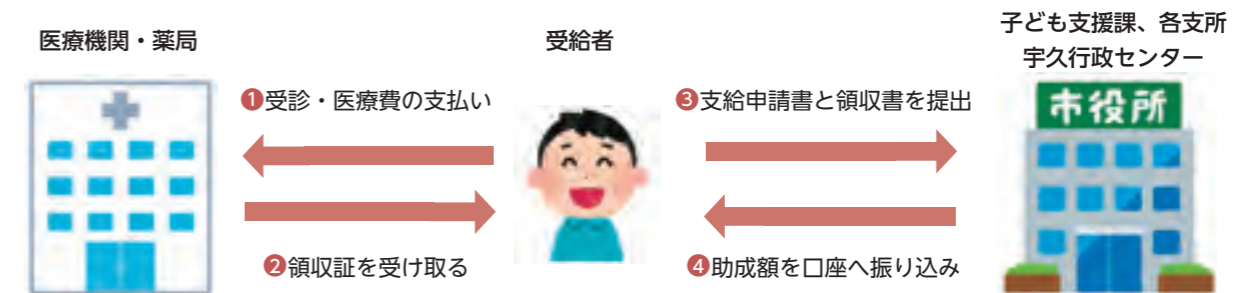 医療機関・薬局
受給者
子ども支援課、各支所
宇久行政センター
❶受診・医療費の支払い
❷領収証を受け取る
❸支給申請書と領収書を提出
❹助成額を口座へ振り込み
市役所